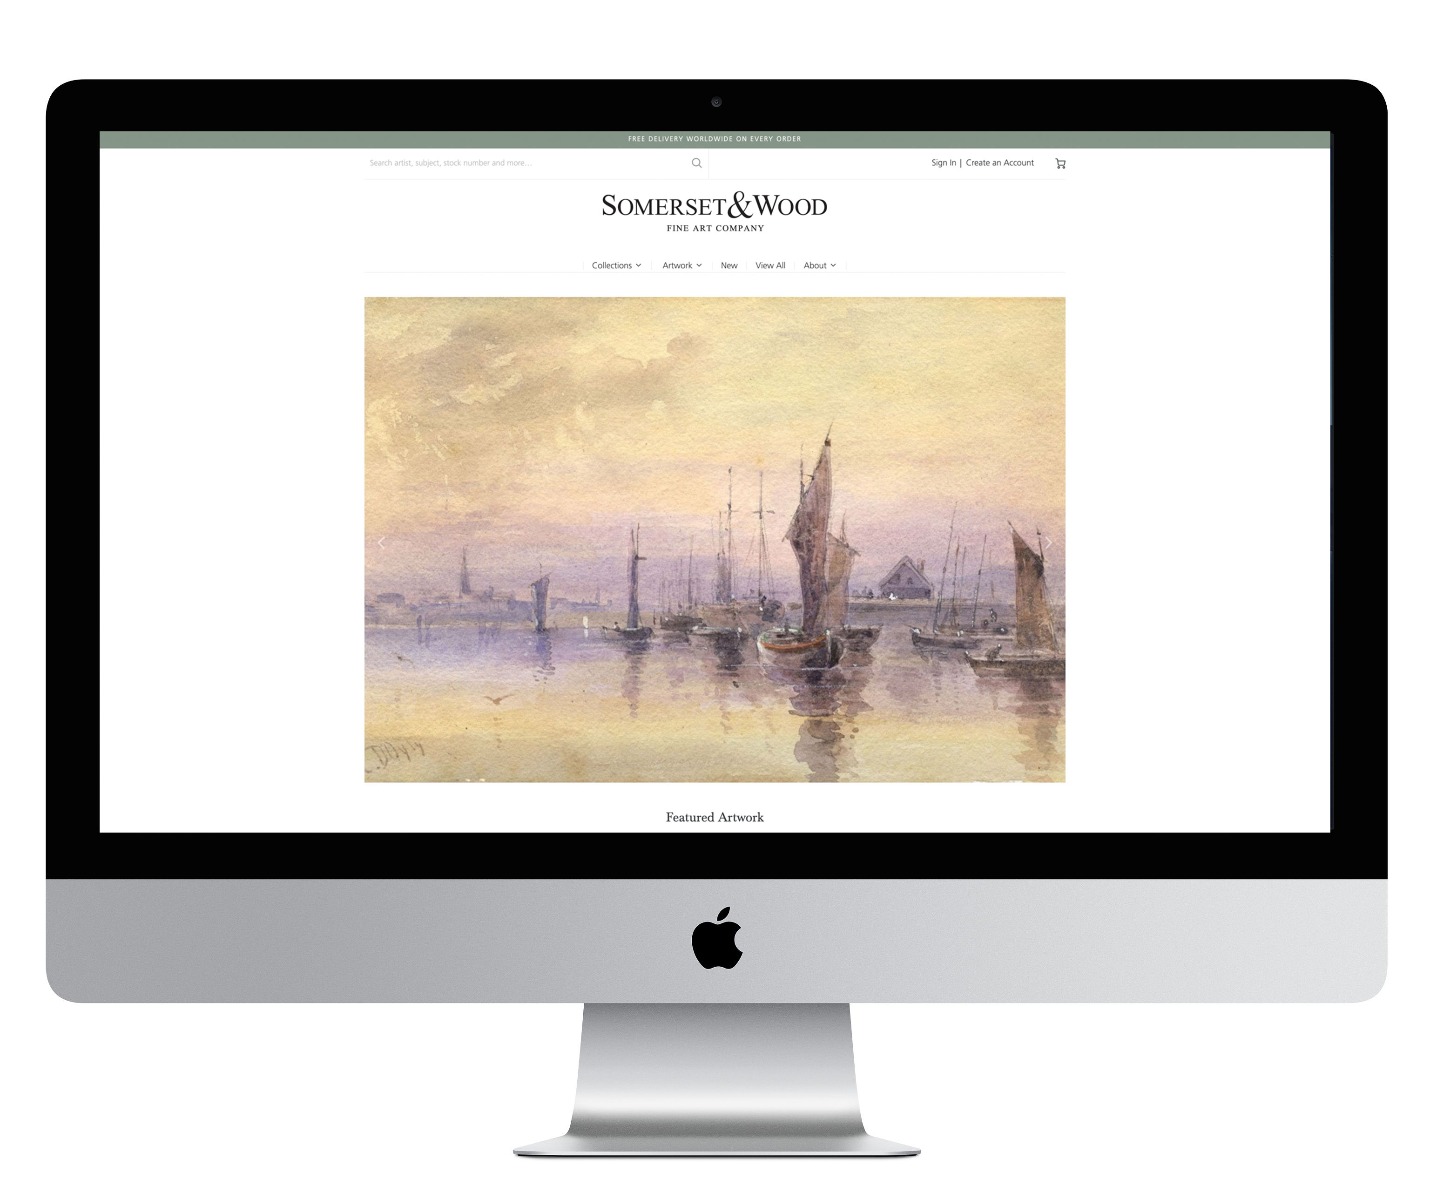 FREE DELIVERY WORLDWIDE ON EVERY ORDER
Search artist, subject, stock number and more...
Sign In | Create an Account
SOMERSET&WOOD
FINE ART COMPANY
Collections Artwork New View All About
Featured Artwork